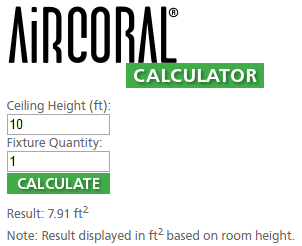 AiRCORAL®
CALCULATOR
Ceiling Height (ft):
10
Fixture Quantity:
1
CALCULATE
Result: 7.91 ft²
Note: Result displayed in ft² based on room height.